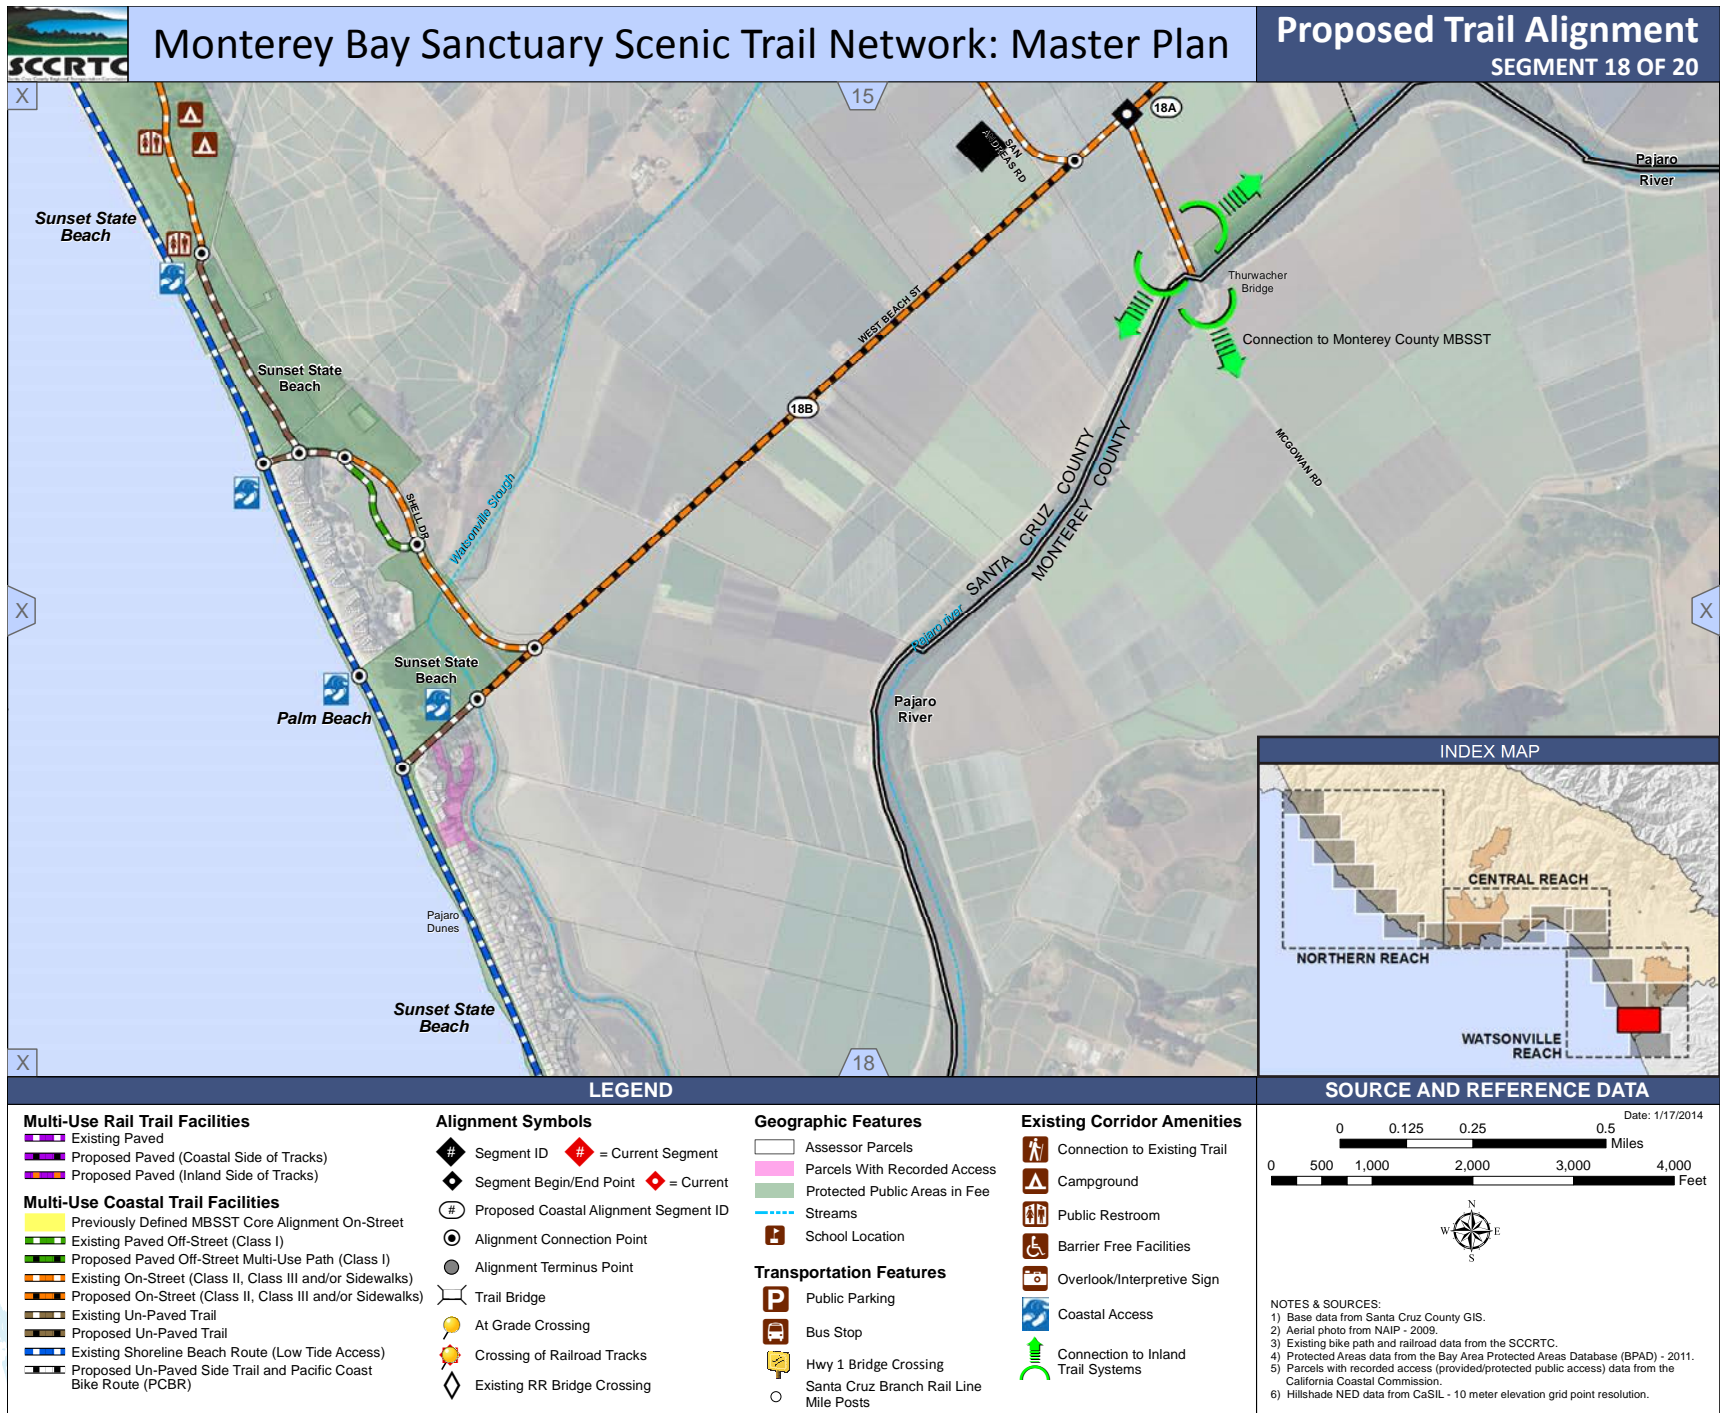 SCCRTC
Monterey Bay Sanctuary Scenic Trail Network: Master Plan
Proposed Trail Alignment
SEGMENT 18 OF 20
X
15
18A
SAN
ANDREAS RD
Pajaro
River
Sunset State
Beach
Thurwacher
Bridge
WEST BEACH ST
Connection to Monterey County MBSST
Sunset State
Beach
18B
MCGOWAN RD
SHELL DR
Watsonville Slough
SANTA CRUZ COUNTY
MONTEREY COUNTY
X
X
Pajaro river
Sunset State
Beach
Pajaro
River
Palm Beach
Pajaro
Dunes
Sunset State
Beach
X
18
INDEX MAP
CENTRAL REACH
NORTHERN REACH
WATSONVILLE
REACH
LEGEND
Multi-Use Rail Trail Facilities
Existing Paved
Proposed Paved (Coastal Side of Tracks)
Proposed Paved (Inland Side of Tracks)
Multi-Use Coastal Trail Facilities
Previously Defined MBSST Core Alignment On-Street
Existing Paved Off-Street (Class I)
Proposed Paved Off-Street Multi-Use Path (Class I)
Existing On-Street (Class II, Class III and/or Sidewalks)
Proposed On-Street (Class II, Class III and/or Sidewalks)
Existing Un-Paved Trail
Proposed Un-Paved Trail
Existing Shoreline Beach Route (Low Tide Access)
Proposed Un-Paved Side Trail and Pacific Coast
Bike Route (PCBR)
Alignment Symbols
# Segment ID # = Current Segment
Segment Begin/End Point = Current
# Proposed Coastal Alignment Segment ID
Alignment Connection Point
Alignment Terminus Point
Trail Bridge
At Grade Crossing
Crossing of Railroad Tracks
Existing RR Bridge Crossing
Geographic Features
Assessor Parcels
Parcels With Recorded Access
Protected Public Areas in Fee
Streams
School Location
Transportation Features
P Public Parking
Bus Stop
Hwy 1 Bridge Crossing
Santa Cruz Branch Rail Line
Mile Posts
Existing Corridor Amenities
Connection to Existing Trail
Campground
Public Restroom
Barrier Free Facilities
Overlook/Interpretive Sign
Coastal Access
Connection to Inland
Trail Systems
SOURCE AND REFERENCE DATA
Date: 1/17/2014
0 0.125 0.25 0.5
Miles
0 500 1,000 2,000 3,000 4,000
Feet
N
W E
S
NOTES & SOURCES:
1) Base data from Santa Cruz County GIS.
2) Aerial photo from NAIP - 2009.
3) Existing bike path and railroad data from the SCCRTC.
4) Protected Areas data from the Bay Area Protected Areas Database (BPAD) - 2011.
5) Parcels with recorded access (provided/protected public access) data from the
California Coastal Commission.
6) Hillshade NED data from CaSIL - 10 meter elevation grid point resolution.